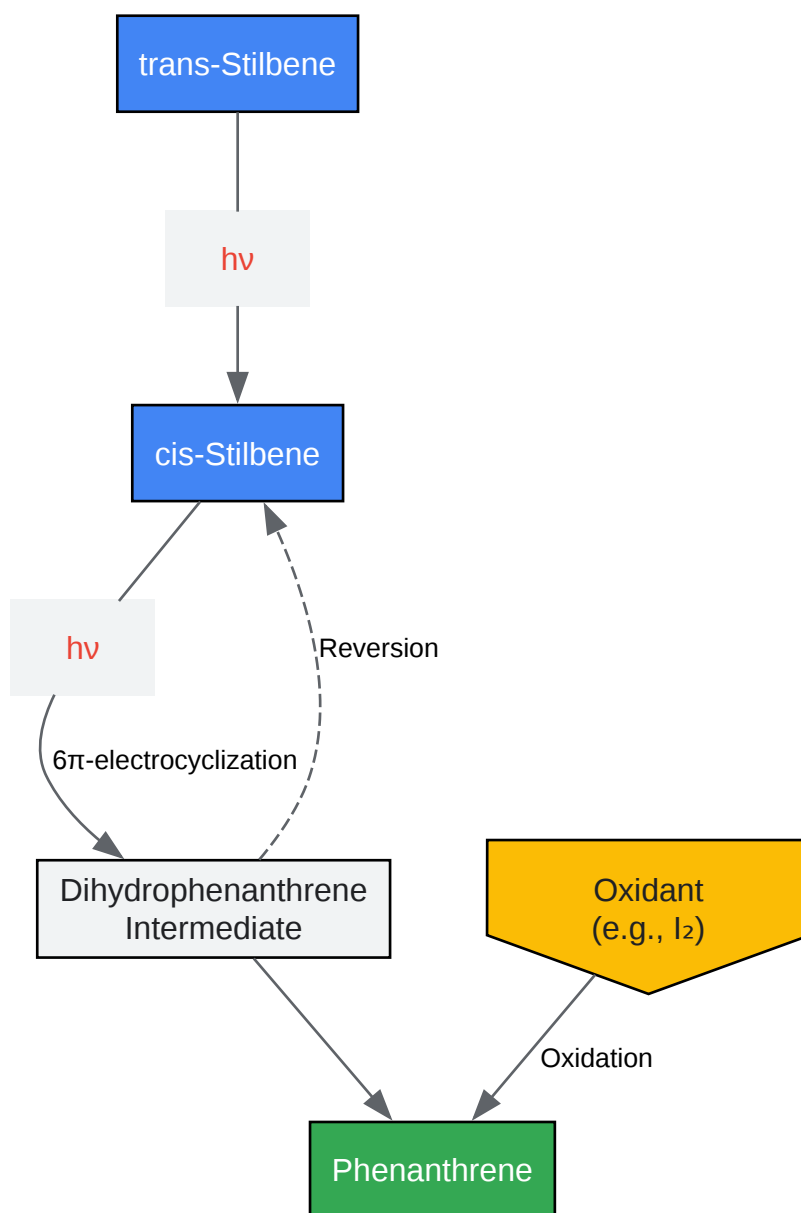 trans-Stilbene
hν
cis-Stilbene
hν
Reversion
6π-electrocyclization
Dihydrophenanthrene
Intermediate
Oxidant
(e.g., I₂)
Oxidation
Phenanthrene